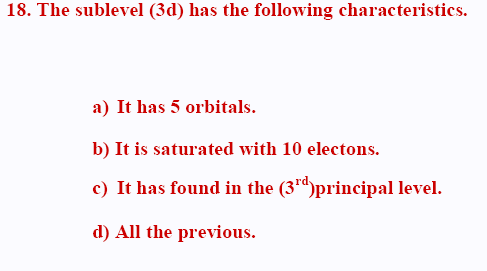 18. The sublevel (3d) has the following characteristics.
a) It has 5 orbitals.
b) It is saturated with 10 electons.
c) It has found in the (3rd)principal level.
d) All the previous.